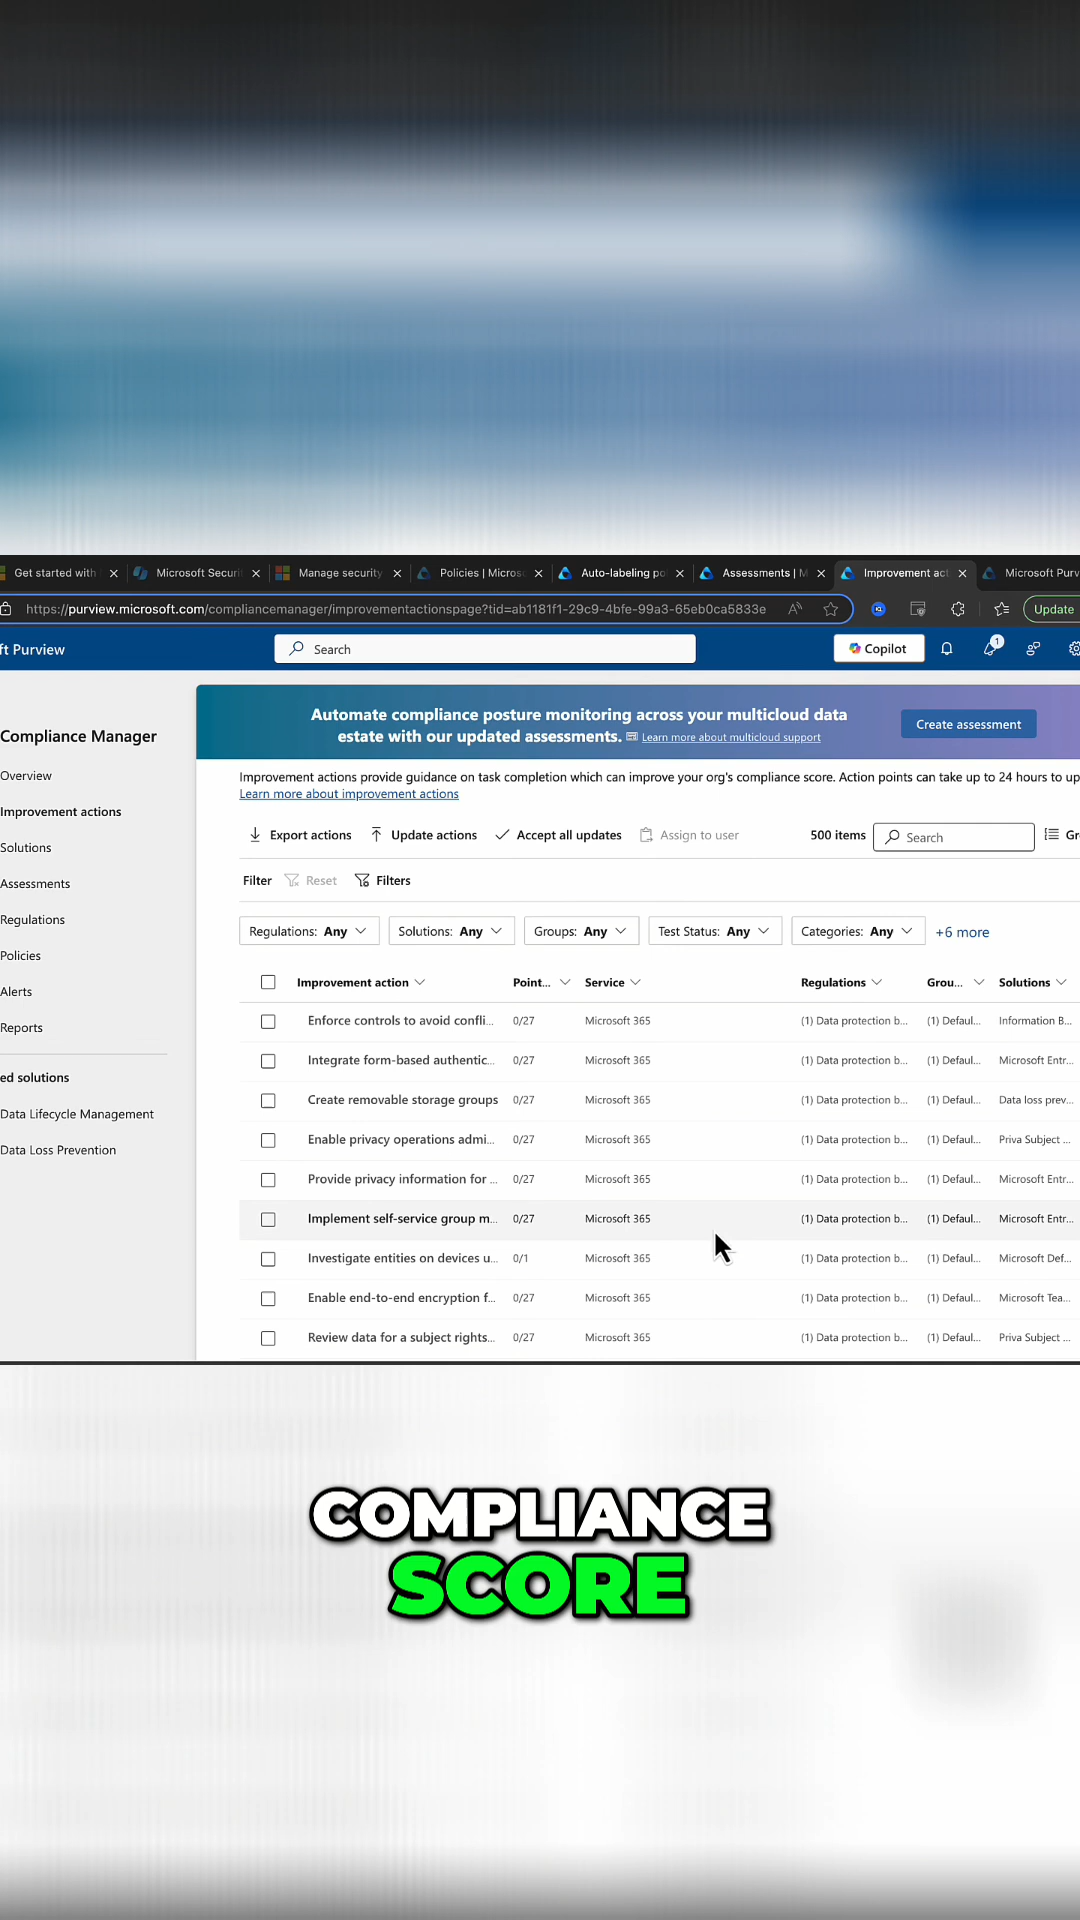 Get started with
Microsoft Securi
Manage security
Policies | Micros
Auto-labeling po
Assessments | M
Improvement act
Microsoft Purv
https://purview.microsoft.com/compliancemanager/improvementactionspage?tid=ab1181f1-29c9-4bfe-99a3-65eb0ca5833e
Update
ft Purview
Search
Copilot
1
Compliance Manager
Overview
Improvement actions
Solutions
Assessments
Regulations
Policies
Alerts
Reports
ed solutions
Data Lifecycle Management
Data Loss Prevention
Automate compliance posture monitoring across your multicloud data
estate with our updated assessments. Learn more about multicloud support
Create assessment
Improvement actions provide guidance on task completion which can improve your org's compliance score. Action points can take up to 24 hours to up
Learn more about improvement actions
Export actions Update actions Accept all updates Assign to user 500 items Search Gr
Filter Reset Filters
Regulations: Any Solutions: Any Groups: Any Test Status: Any Categories: Any +6 more
Improvement action Point... Service Regulations Grou... Solutions
Enforce controls to avoid confli... 0/27 Microsoft 365 (1) Data protection b... (1) Defaul... Information B...
Integrate form-based authentic... 0/27 Microsoft 365 (1) Data protection b... (1) Defaul... Microsoft Entr...
Create removable storage groups 0/27 Microsoft 365 (1) Data protection b... (1) Defaul... Data loss prev...
Enable privacy operations admi... 0/27 Microsoft 365 (1) Data protection b... (1) Defaul... Priva Subject ...
Provide privacy information for ... 0/27 Microsoft 365 (1) Data protection b... (1) Defaul... Microsoft Entr...
Implement self-service group m... 0/27 Microsoft 365 (1) Data protection b... (1) Defaul... Microsoft Entr...
Investigate entities on devices u... 0/1 Microsoft 365 (1) Data protection b... (1) Defaul... Microsoft Def...
Enable end-to-end encryption f... 0/27 Microsoft 365 (1) Data protection b... (1) Defaul... Microsoft Tea...
Review data for a subject rights... 0/27 Microsoft 365 (1) Data protection b... (1) Defaul... Priva Subject ...
COMPLIANCE
SCORE